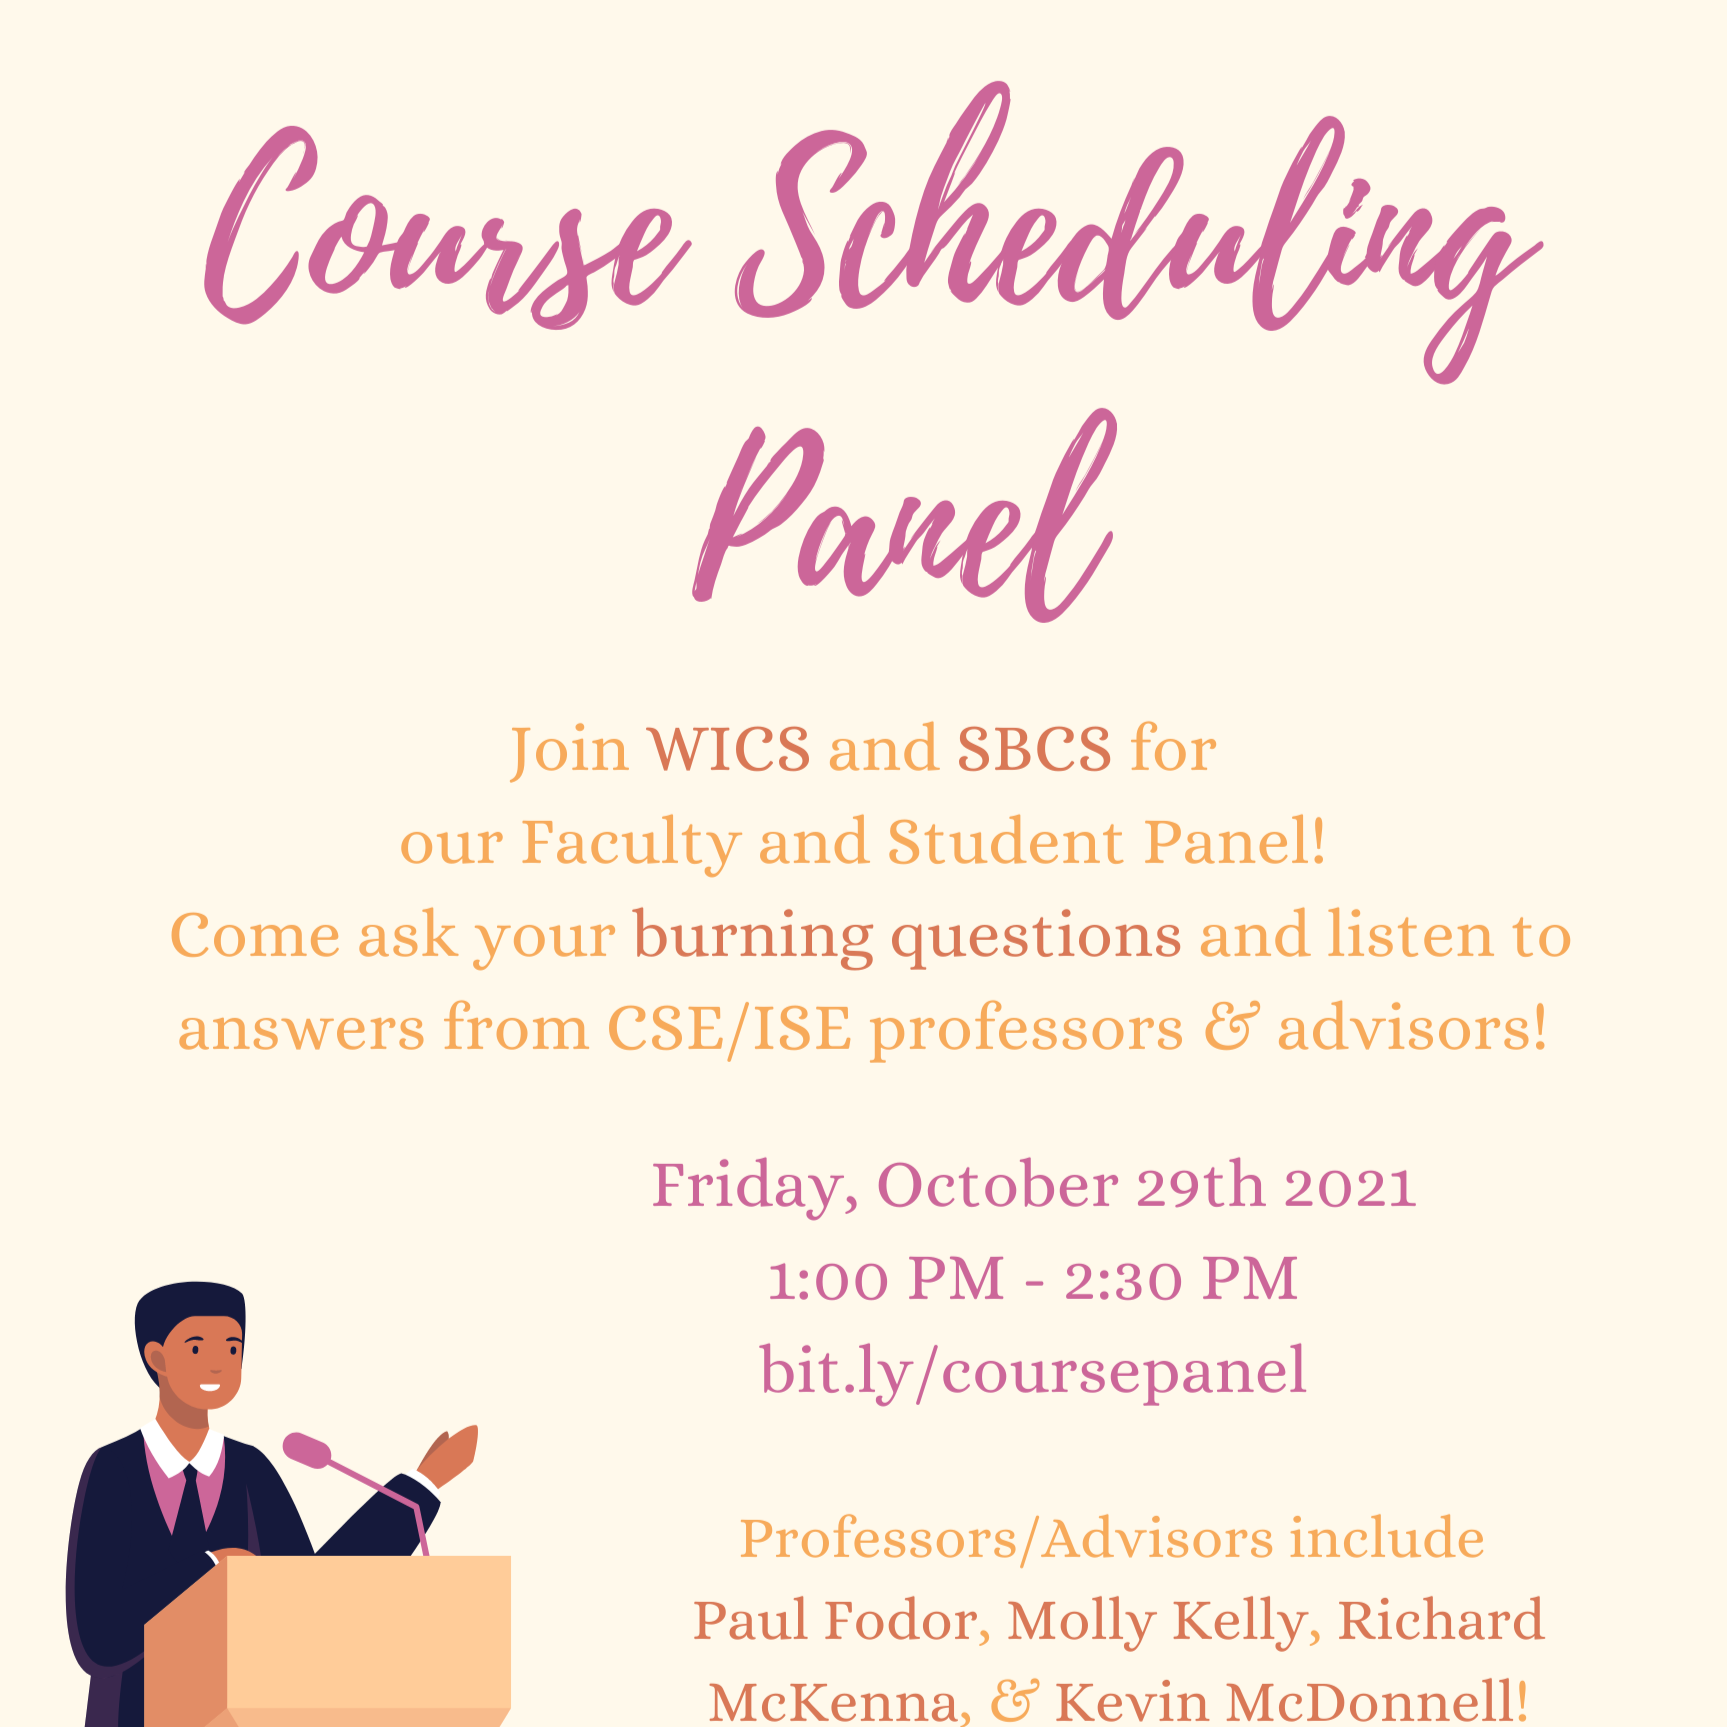 Course Scheduling
Panel
Join WICS and SBCS for
our Faculty and Student Panel!
Come ask your burning questions and listen to
answers from CSE/ISE professors & advisors!
Friday, October 29th 2021
1:00 PM - 2:30 PM
bit.ly/coursepanel
Professors/Advisors include
Paul Fodor, Molly Kelly, Richard
McKenna, & Kevin McDonnell!